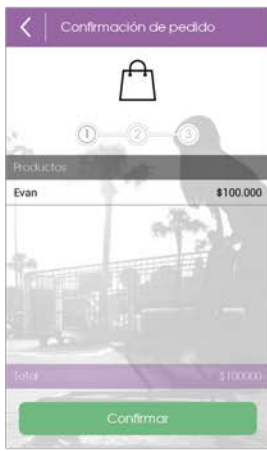 Confirmación de pedido
1 2 3
Productos
Evan $100.000
Total $100000
Confirmar